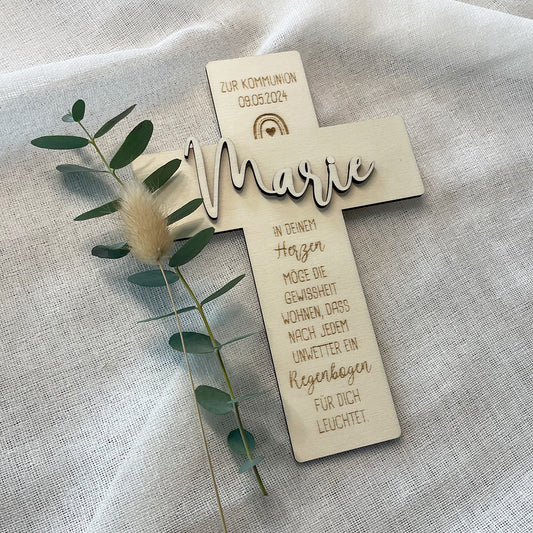 ZUR KOMMUNION
09.05.2024
Marie
IN DEINEM
Herzen
MÖGE DIE
GEWISSHEIT
WOHNEN, DASS
NACH JEDEM
UNWETTER EIN
Regenbogen
FÜR DICH
LEUCHTET.